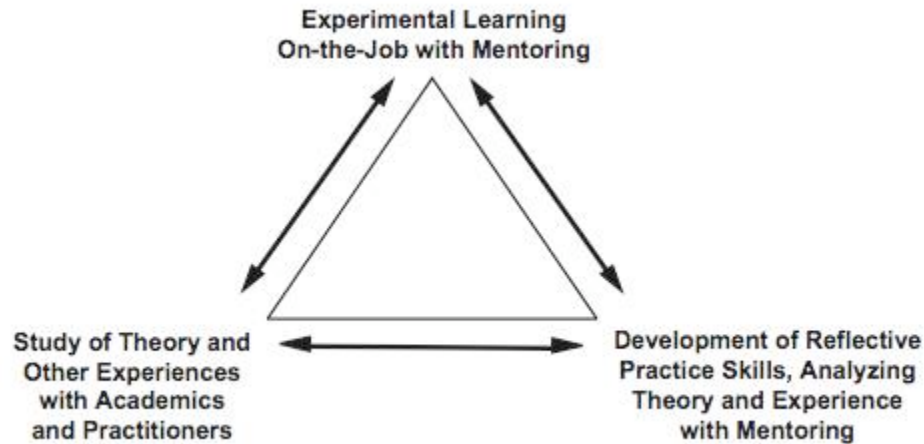 Experimental Learning
On-the-Job with Mentoring
Study of Theory and
Other Experiences
with Academics
and Practitioners
Development of Reflective
Practice Skills, Analyzing
Theory and Experience
with Mentoring